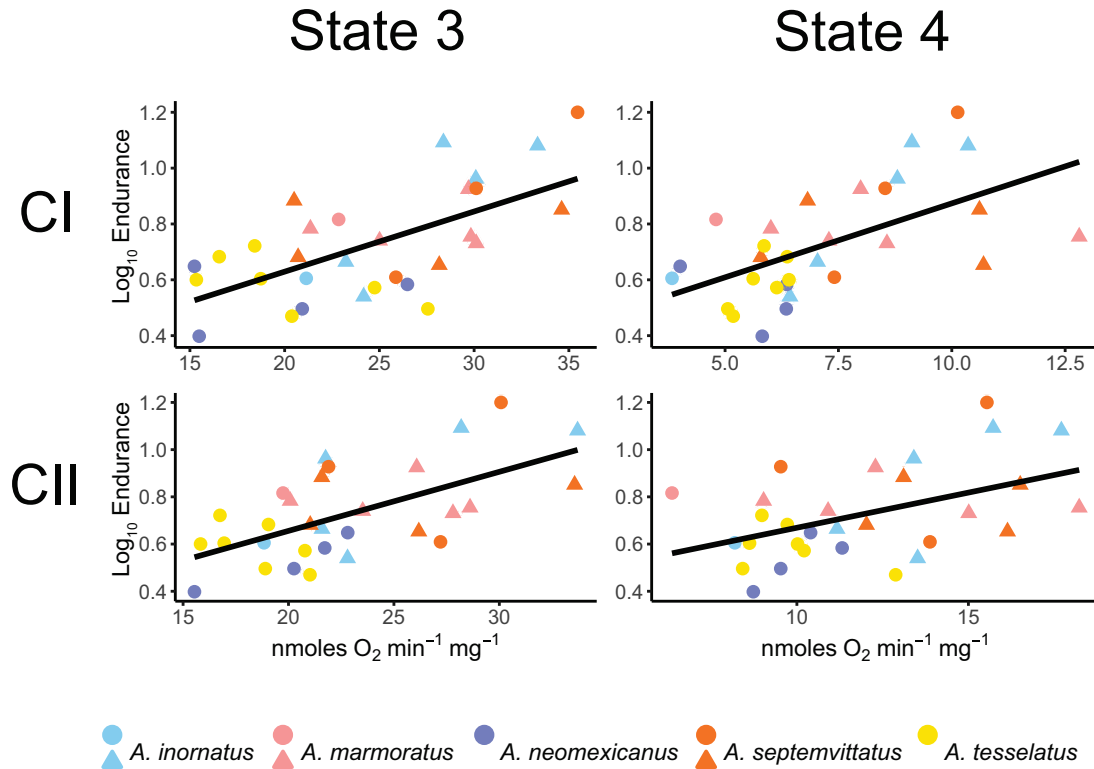 State 3 State 4
CI
Log₁₀ Endurance
1.2
1.0
0.8
0.6
0.4
15 20 25 30 35
5.0 7.5 10.0 12.5
CII
Log₁₀ Endurance
1.2
1.0
0.8
0.6
0.4
15 20 25 30
10 15
nmoles O₂ min⁻¹ mg⁻¹ nmoles O₂ min⁻¹ mg⁻¹
A. inornatus A. marmoratus A. neomexicanus A. septemvittatus A. tesselatus